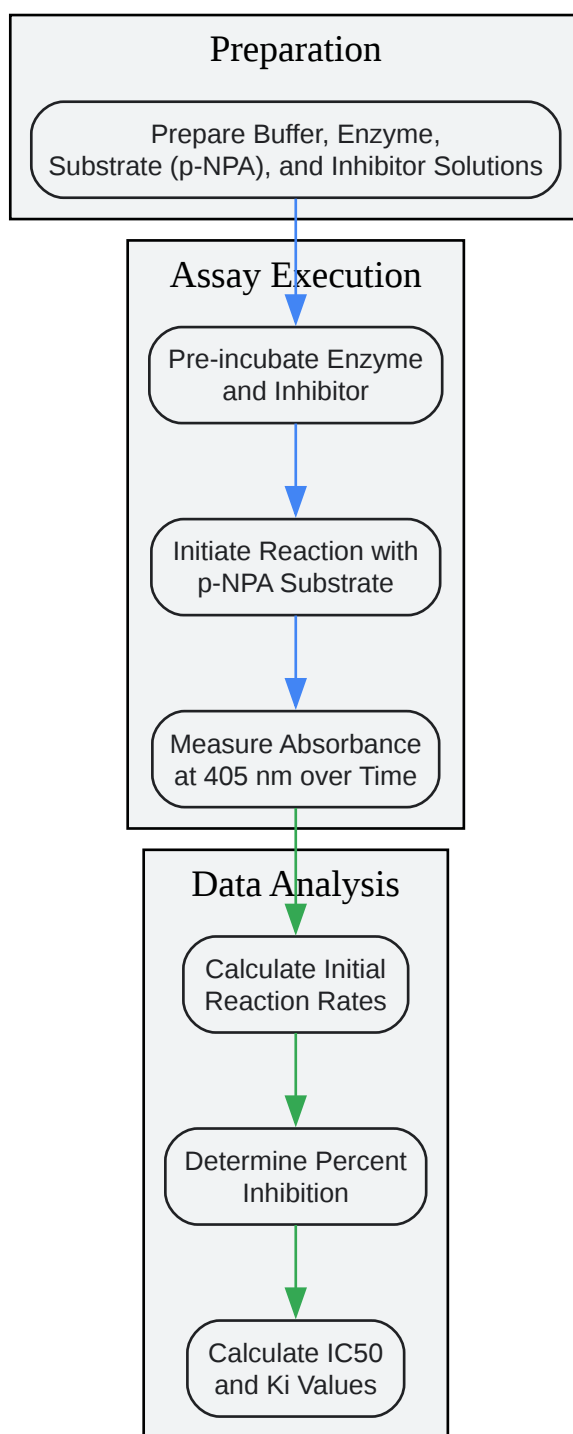 Preparation
Prepare Buffer, Enzyme,
Substrate (p-NPA), and Inhibitor Solutions
Assay Execution
Pre-incubate Enzyme
and Inhibitor
Initiate Reaction with
p-NPA Substrate
Measure Absorbance
at 405 nm over Time
Data Analysis
Calculate Initial
Reaction Rates
Determine Percent
Inhibition
Calculate IC50
and Ki Values